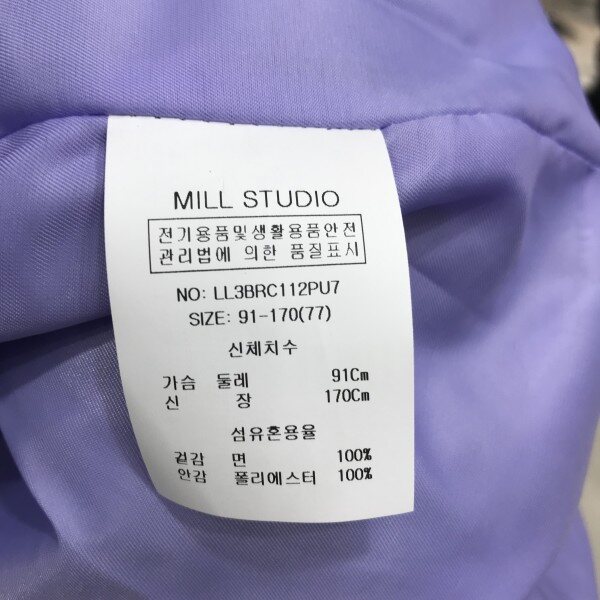 MILL STUDIO
전기용품및생활용품안전
관리법에 의한 품질표시
NO: LL3BRC112PU7
SIZE: 91-170(77)
신체치수
가슴 둘레 91Cm
신 장 170Cm
섬유혼용율
겉감 면 100%
안감 폴리에스터 100%